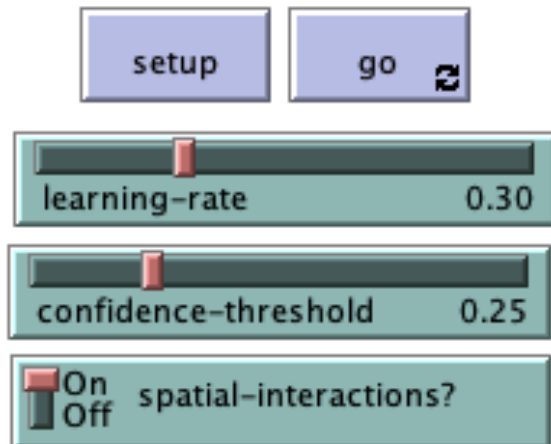 setup go
learning-rate 0.30
confidence-threshold 0.25
On
Off spatial-interactions?